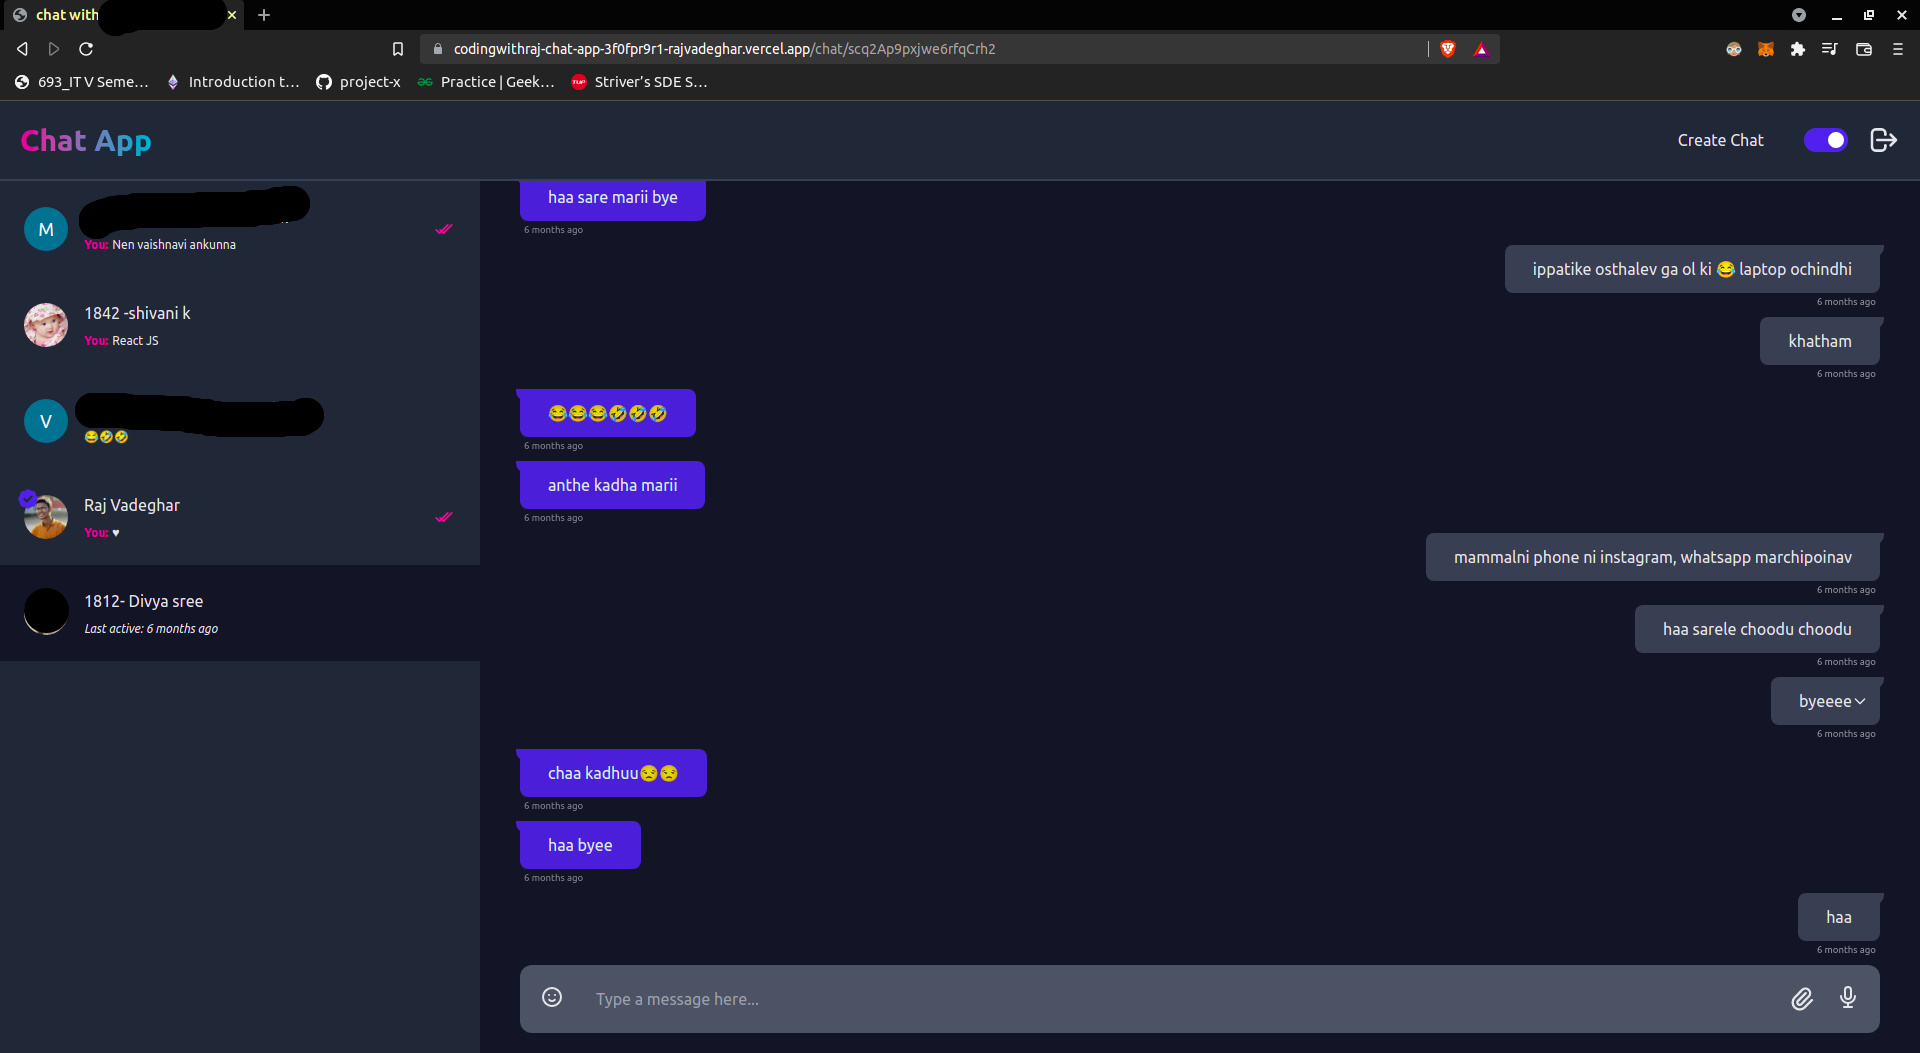 chat with
codingwithraj-chat-app-3f0fpr9r1-rajvadeghar.vercel.app/chat/scq2Ap9pxjwe6rfqCrh2
693_IT V Seme...
Introduction t...
project-x
Practice | Geek...
Striver's SDE S...
Chat App
Create Chat
M
You: Nen vaishnavi ankunna
1842 -shivani k
You: React JS
V
😂🤣🤣
Raj Vadeghar
You: ♥
1812- Divya sree
Last active: 6 months ago
haa sare marii bye
6 months ago
ippatike osthalev ga ol ki 😂 laptop ochindhi
6 months ago
khatham
6 months ago
😂😂😂🤣🤣🤣
6 months ago
anthe kadha marii
6 months ago
mammalni phone ni instagram, whatsapp marchipoinav
6 months ago
haa sarele choodu choodu
6 months ago
byeeee
6 months ago
chaa kadhuu😒😒
6 months ago
haa byee
6 months ago
haa
6 months ago
Type a message here...